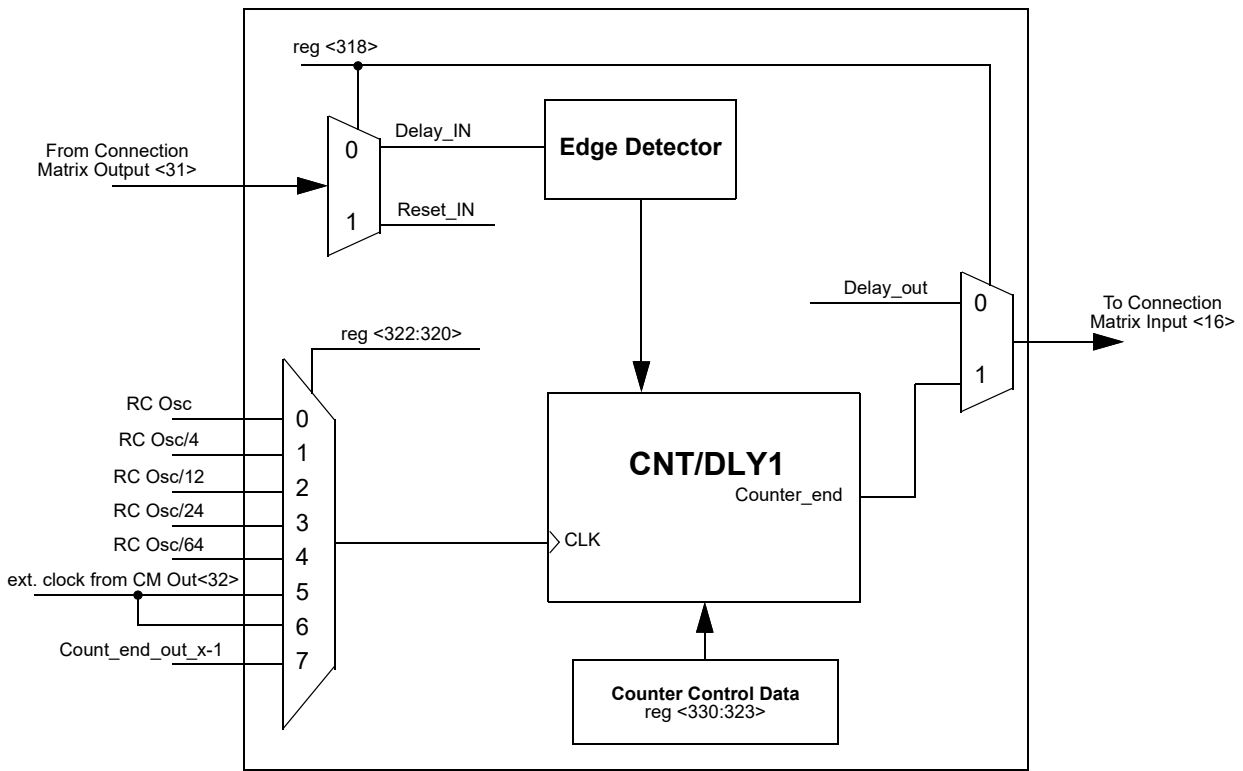 reg <318>
From Connection
Matrix Output <31>
0
1
Delay_IN
Reset_IN
Edge Detector
Delay_out
0
1
To Connection
Matrix Input <16>
reg <322:320>
RC Osc
RC Osc/4
RC Osc/12
RC Osc/24
RC Osc/64
ext. clock from CM Out<32>
Count_end_out_x-1
0
1
2
3
4
5
6
7
CNT/DLY1
Counter_end
CLK
Counter Control Data
reg <330:323>